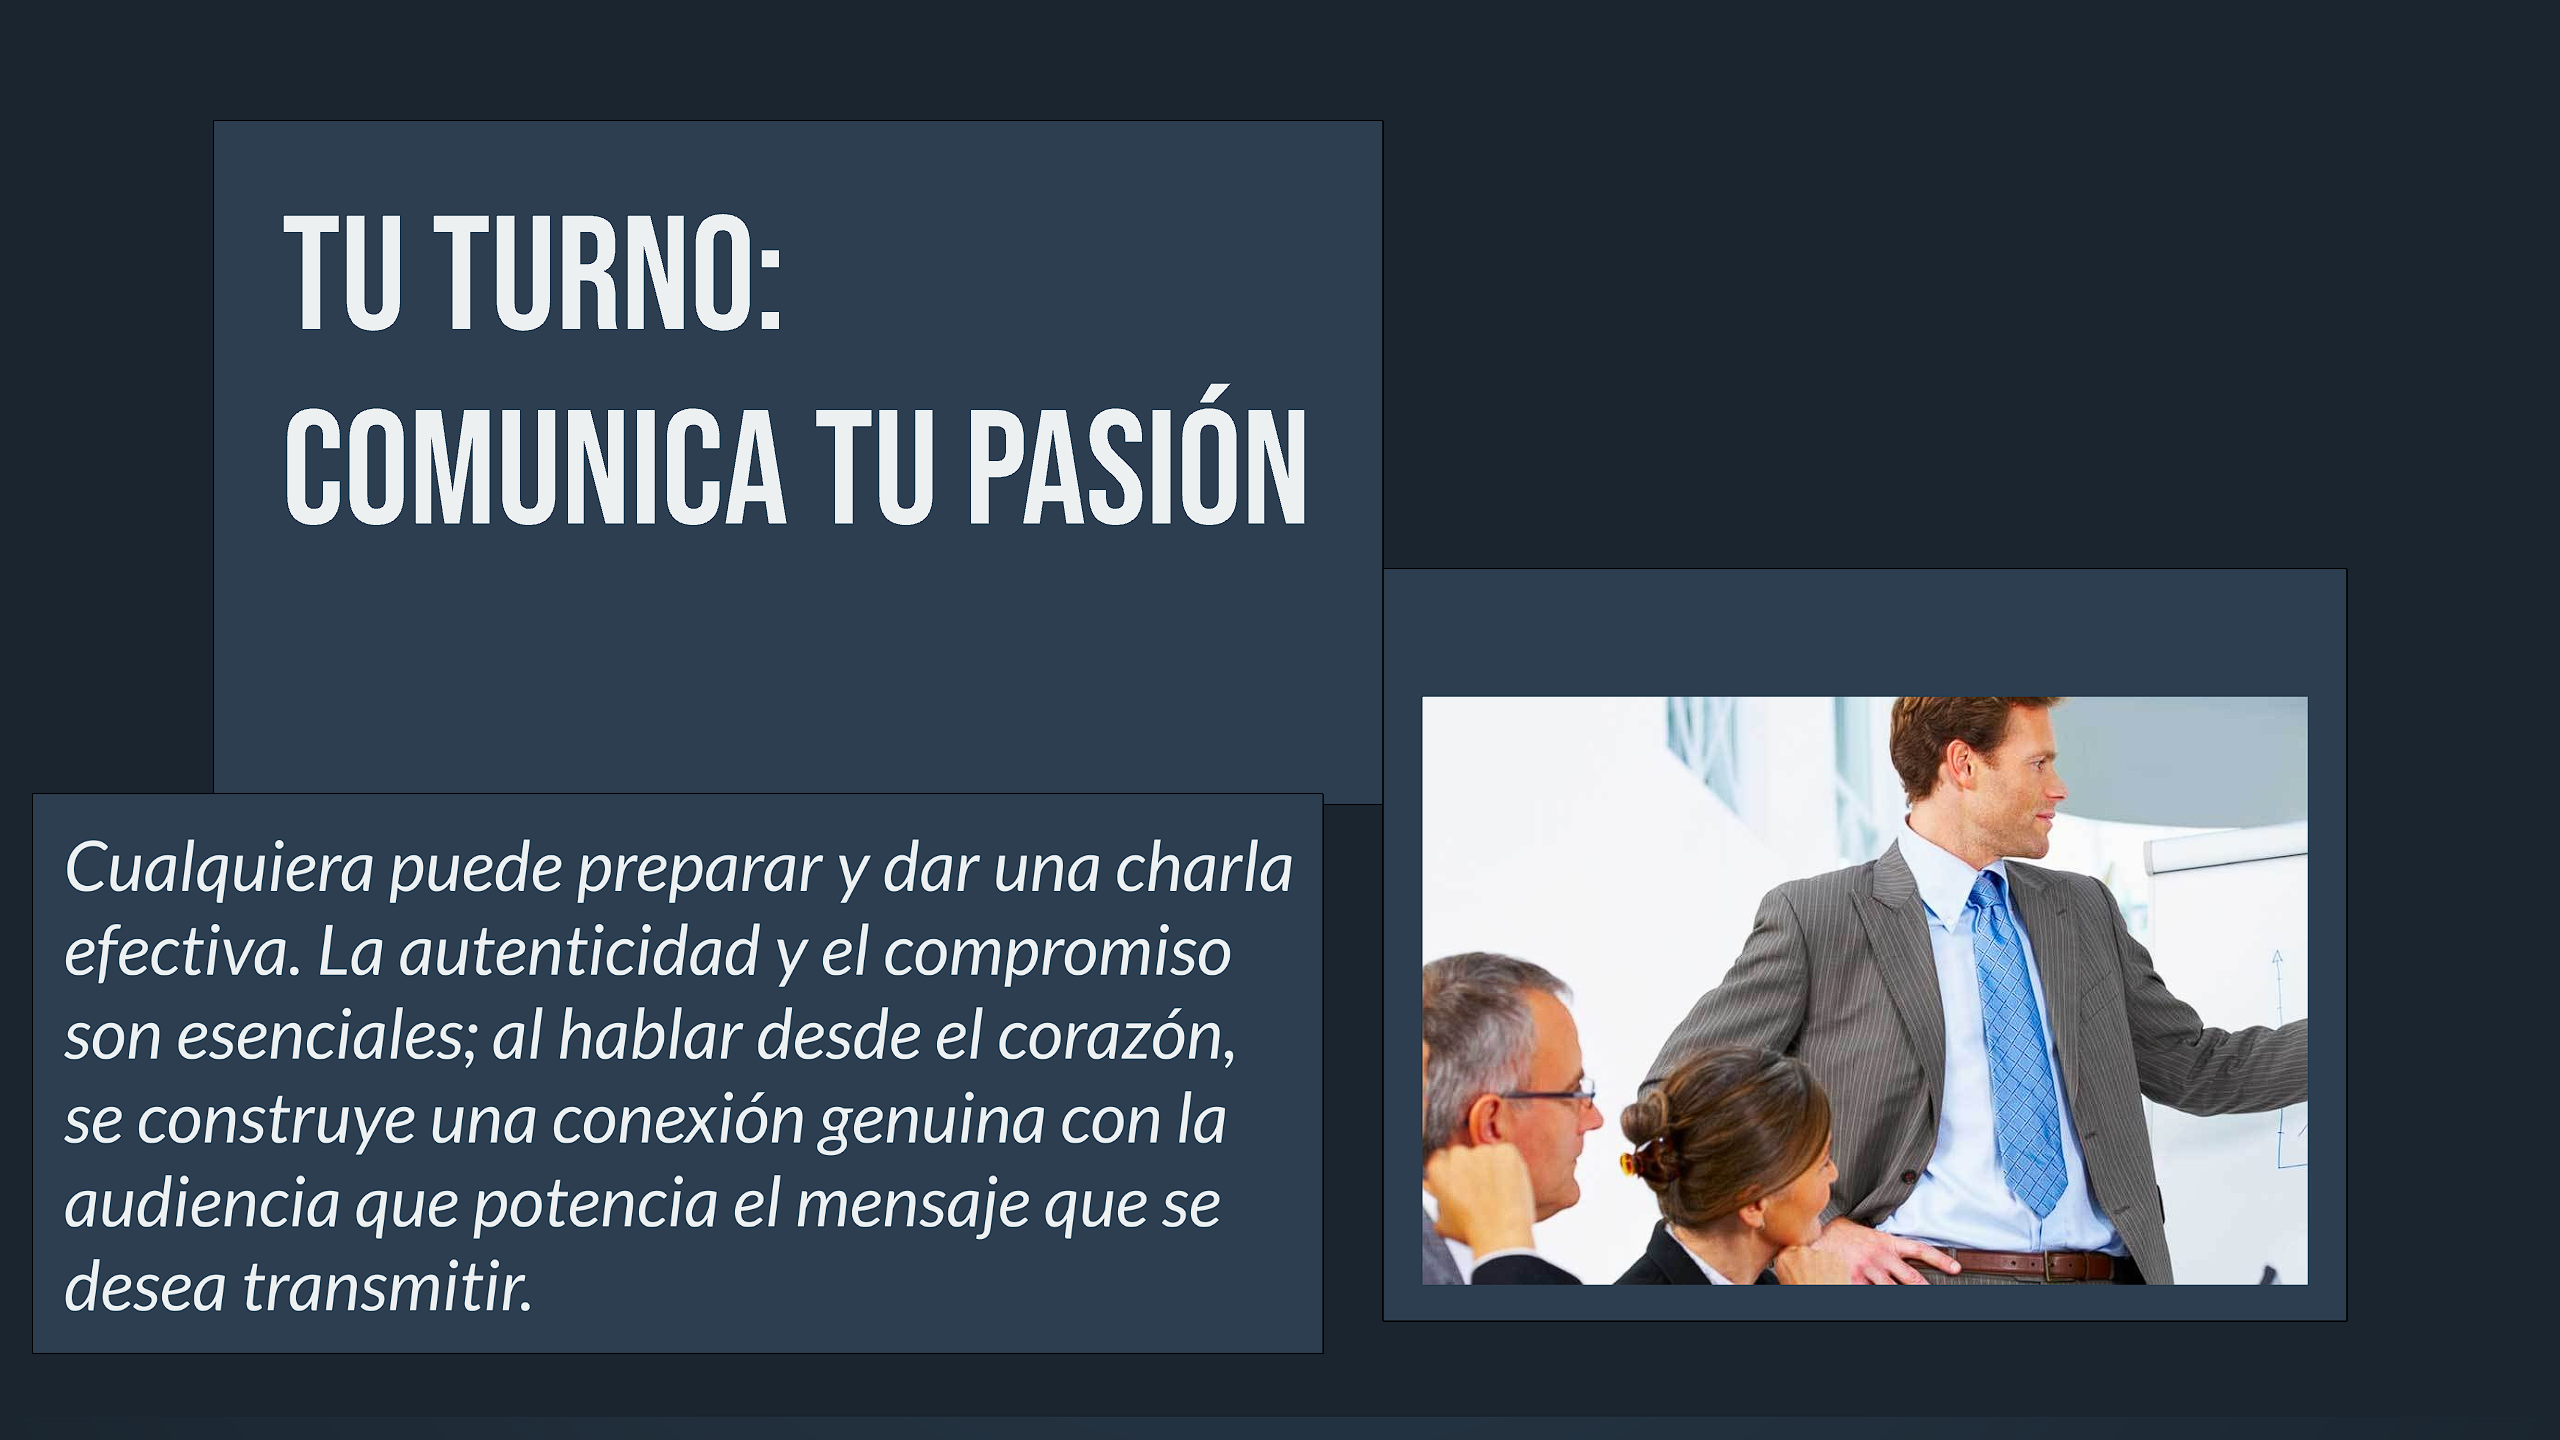 TU TURNO:
COMUNICA TU PASIÓN
Cualquiera puede preparar y dar una charla
efectiva. La autenticidad y el compromiso
son esenciales; al hablar desde el corazón,
se construye una conexión genuina con la
audiencia que potencia el mensaje que se
desea transmitir.